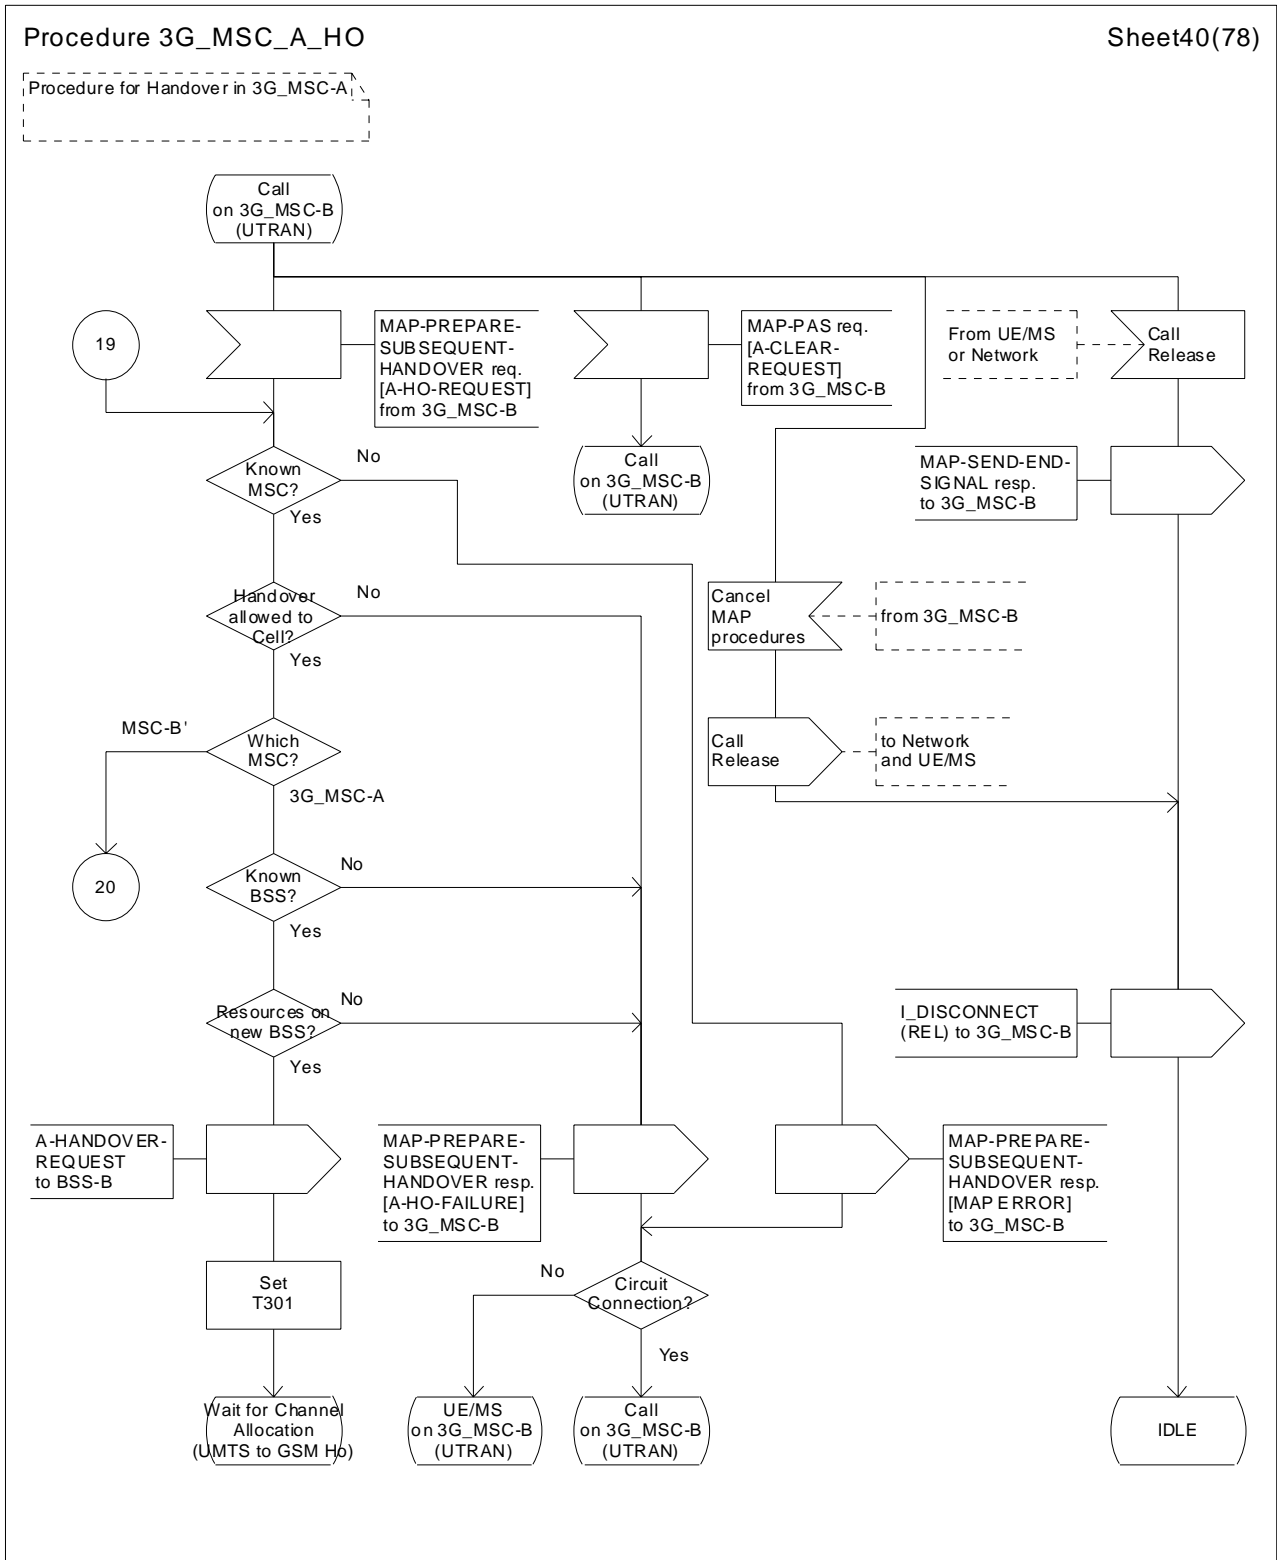 Procedure 3G_MSC_A_HO
Sheet40(78)
Procedure for Handover in 3G_MSC-A
Call
on 3G_MSC-B
(UTRAN)
19
MAP-PREPARE-
SUBSEQUENT-
HANDOVER req.
[A-HO-REQUEST]
from 3G_MSC-B
MAP-PAS req.
[A-CLEAR-
REQUEST]
from 3G_MSC-B
From UE/MS
or Network
Call
Release
Known
MSC?
No
Yes
Call
on 3G_MSC-B
(UTRAN)
MAP-SEND-END-
SIGNAL resp.
to 3G_MSC-B
Handover
allowed to
Cell?
No
Yes
Cancel
MAP
procedures
from 3G_MSC-B
MSC-B'
Which
MSC?
3G_MSC-A
Call
Release
to Network
and UE/MS
20
Known
BSS?
No
Yes
Resources on
new BSS?
No
Yes
I_DISCONNECT
(REL) to 3G_MSC-B
A-HANDOVER-
REQUEST
to BSS-B
MAP-PREPARE-
SUBSEQUENT-
HANDOVER resp.
[A-HO-FAILURE]
to 3G_MSC-B
MAP-PREPARE-
SUBSEQUENT-
HANDOVER resp.
[MAP ERROR]
to 3G_MSC-B
Set
T301
No
Circuit
Connection?
Yes
Wait for Channel
Allocation
(UMTS to GSM Ho)
UE/MS
on 3G_MSC-B
(UTRAN)
Call
on 3G_MSC-B
(UTRAN)
IDLE